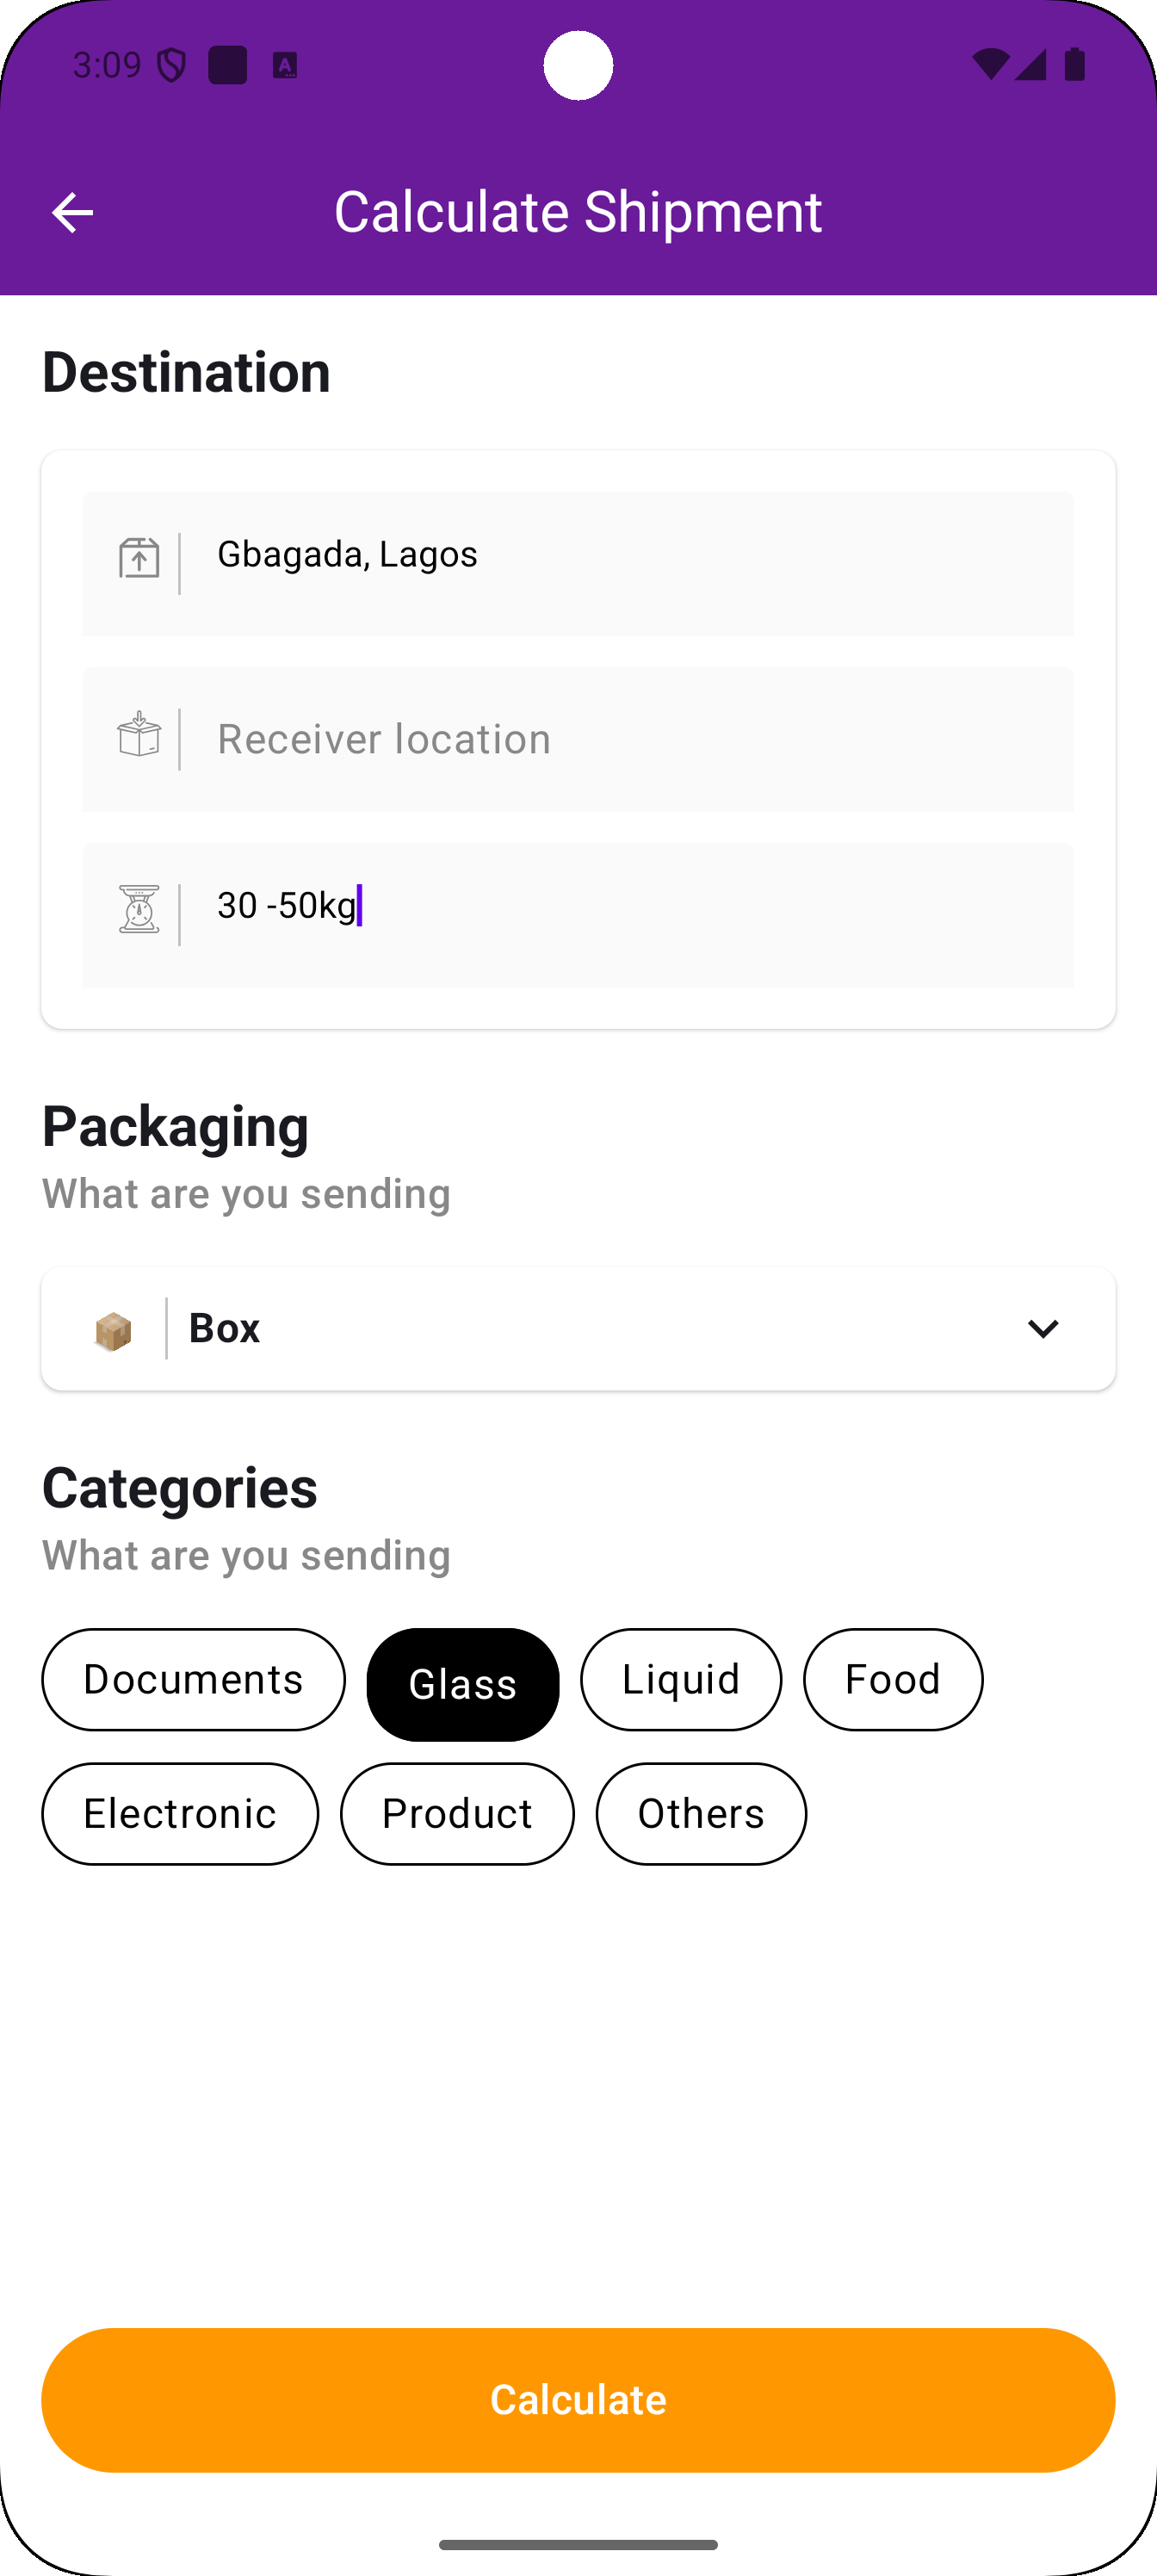 3:09
Calculate Shipment
Destination
Gbagada, Lagos
Receiver location
30 -50kg
Packaging
What are you sending
Box
Categories
What are you sending
Documents Glass Liquid Food
Electronic Product Others
Calculate